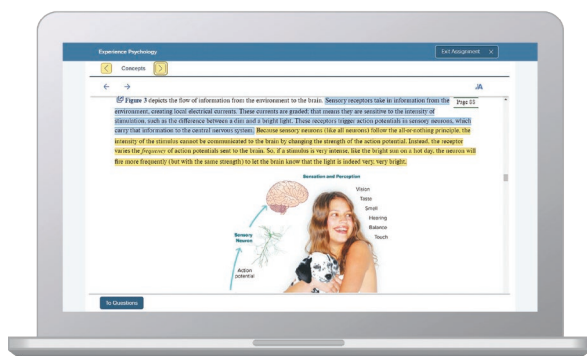 Experience Psychology
Exit Assignment X
Concepts
Figure 3 depicts the flow of information from the environment to the brain. Sensory receptors take in information from the
Page 88
environment, creating local electrical currents. These currents are graded; that means they are sensitive to the intensity of
stimulation, such as the difference between a dim and a bright light. These receptors trigger action potentials in sensory neurons, which
carry that information to the central nervous system. Because sensory neurons (like all neurons) follow the all-or-nothing principle, the
intensity of the stimulus cannot be communicated to the brain by changing the strength of the action potential. Instead, the receptor
varies the frequency of action potentials sent to the brain. So, if a stimulus is very intense, like the bright sun on a hot day, the neuron will
fire more frequently (but with the same strength) to let the brain know that the light is indeed very, very bright.
Sensation and Perception
Vision
Taste
Smell
Hearing
Balance
Touch
Sensory
Neuron
Action
potential
To Questions